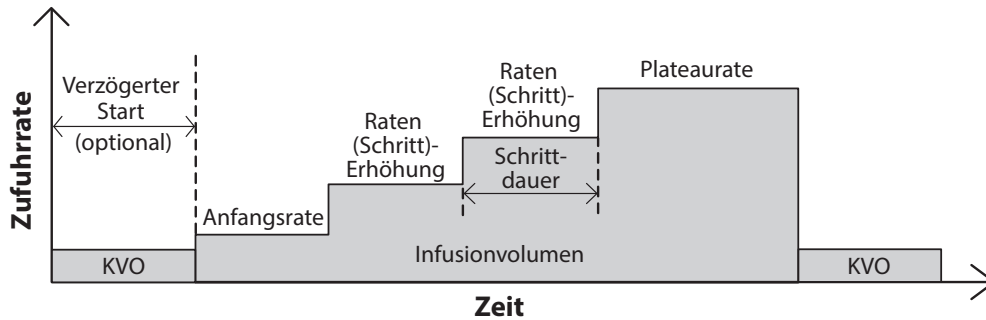 Zufuhrrate
Verzögerter
Start
(optional)
KVO
Anfangsrate
Raten
(Schritt)-
Erhöhung
Raten
(Schritt)-
Erhöhung
Schritt-
dauer
Plateaurate
Infusionvolumen
KVO
Zeit